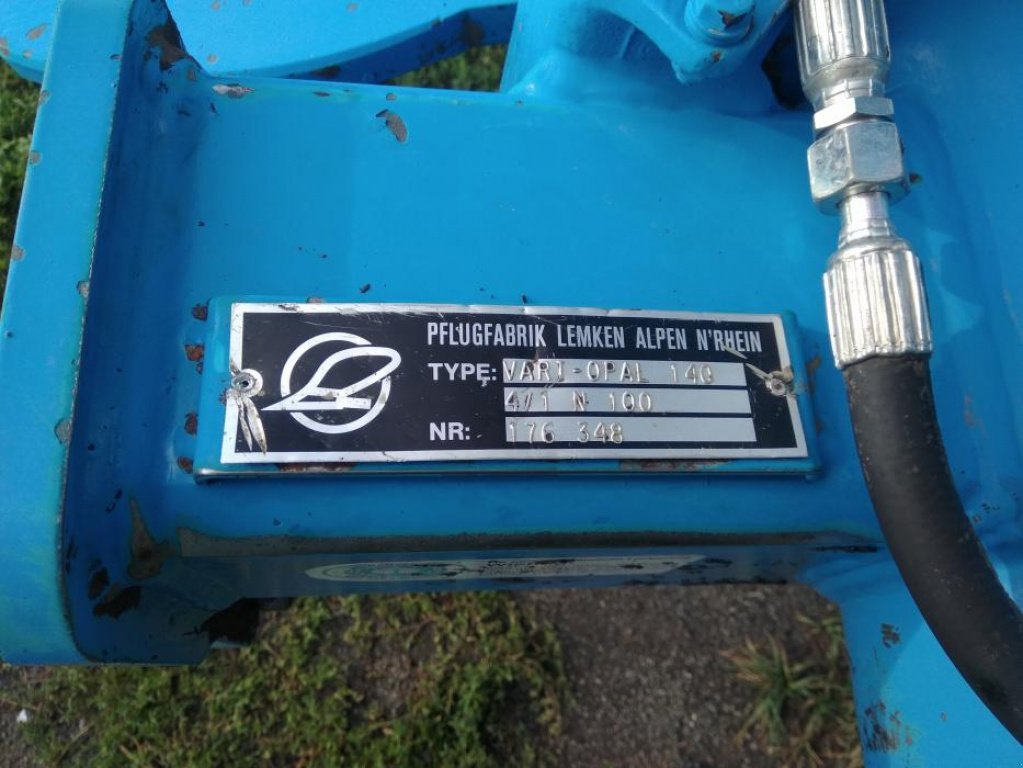 PFLUGFABRIK LEMKEN ALPEN N'RHEIN
TYPE: VARI-OPAL 140
4/1 N 100
NR: 176 348